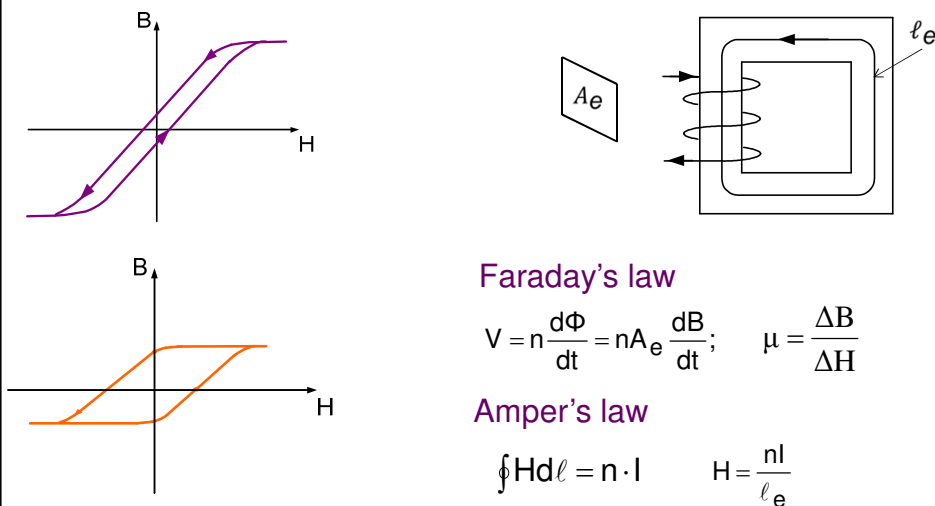 B
H
ℓe
Ae
B
H
Faraday's law
V = n dΦ/dt = nAe dB/dt; μ = ΔB/ΔH
Amper's law
∮Hdℓ = n·I H = nI/ℓe